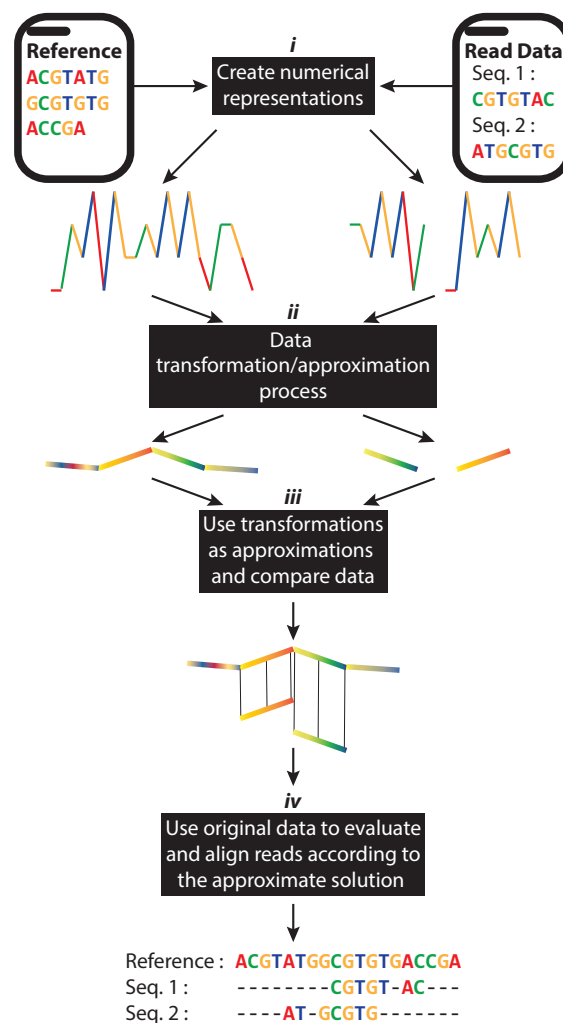 Reference
ACGTATG
GCGTGTG
ACCGA
i
Create numerical
representations
Read Data
Seq. 1 :
CGTGTAC
Seq. 2 :
ATGCGTG
ii
Data
transformation/approximation
process
iii
Use transformations
as approximations
and compare data
iv
Use original data to evaluate
and align reads according to
the approximate solution
Reference : ACGTATGGCGTGTGACCGA
Seq. 1 : --------CGTGT-AC---
Seq. 2 : ----AT-GCGTG-------